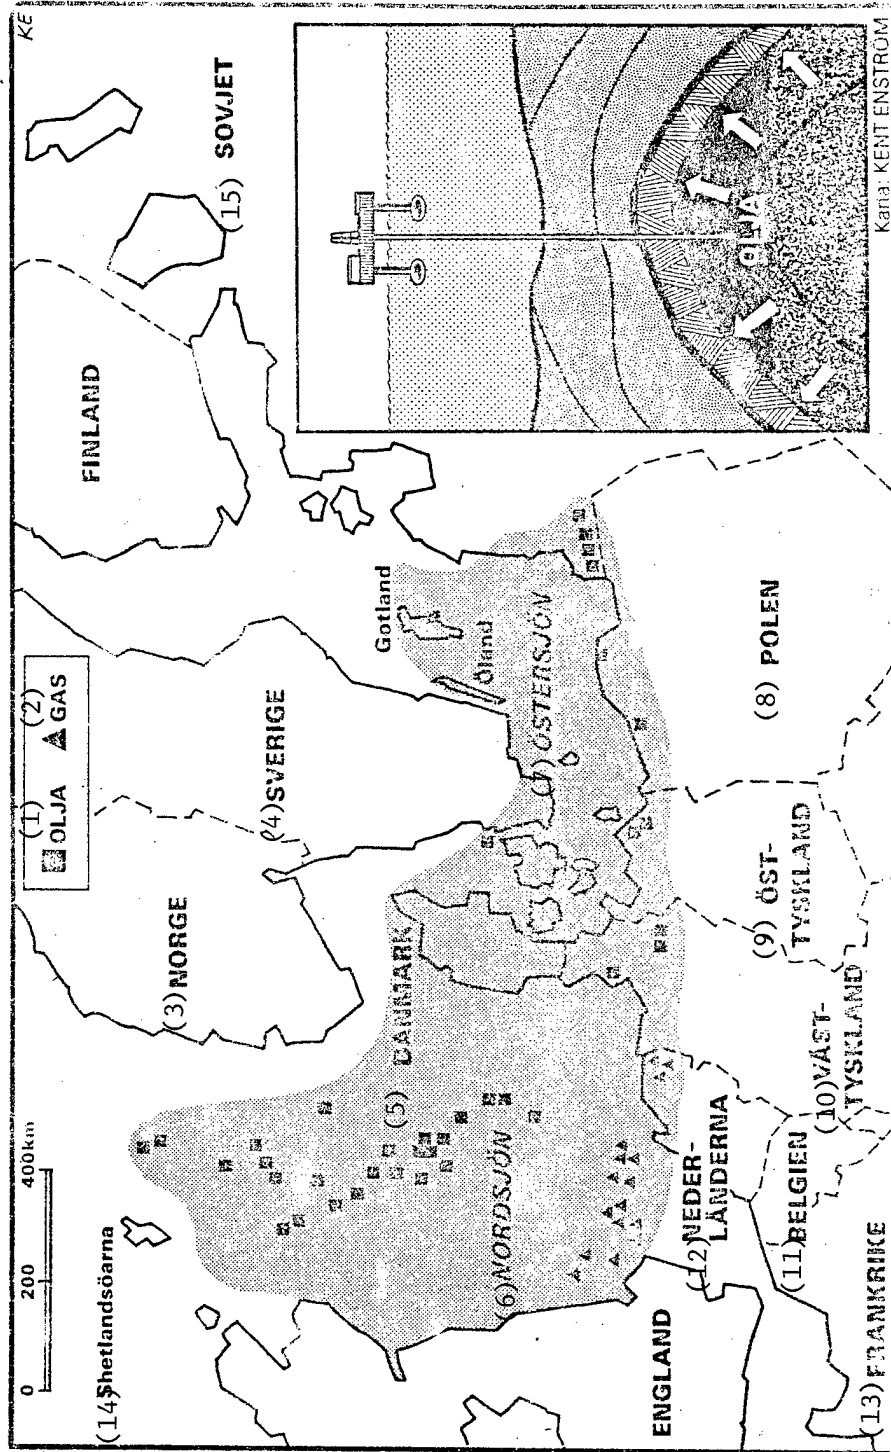 KE
0 200 400km
(14) Shetlandsöarna
(1)
OLJA
(2)
GAS
(3) NORGE
(4) SVERIGE
FINLAND
(15) SOVJET
Gotland
Öland
(5) DANMARK
(6) NORDSJÖN
(7) ÖSTERSJÖN
ENGLAND
(12) NEDER-
LÄNDERNA
(11) BELGIEN
(13) FRANKRIKE
(10) VÄST-
TYSKLAND
(9) ÖST-
TYSKLAND
(8) POLEN
OLJA
Karta: KENT ENSTRÖM